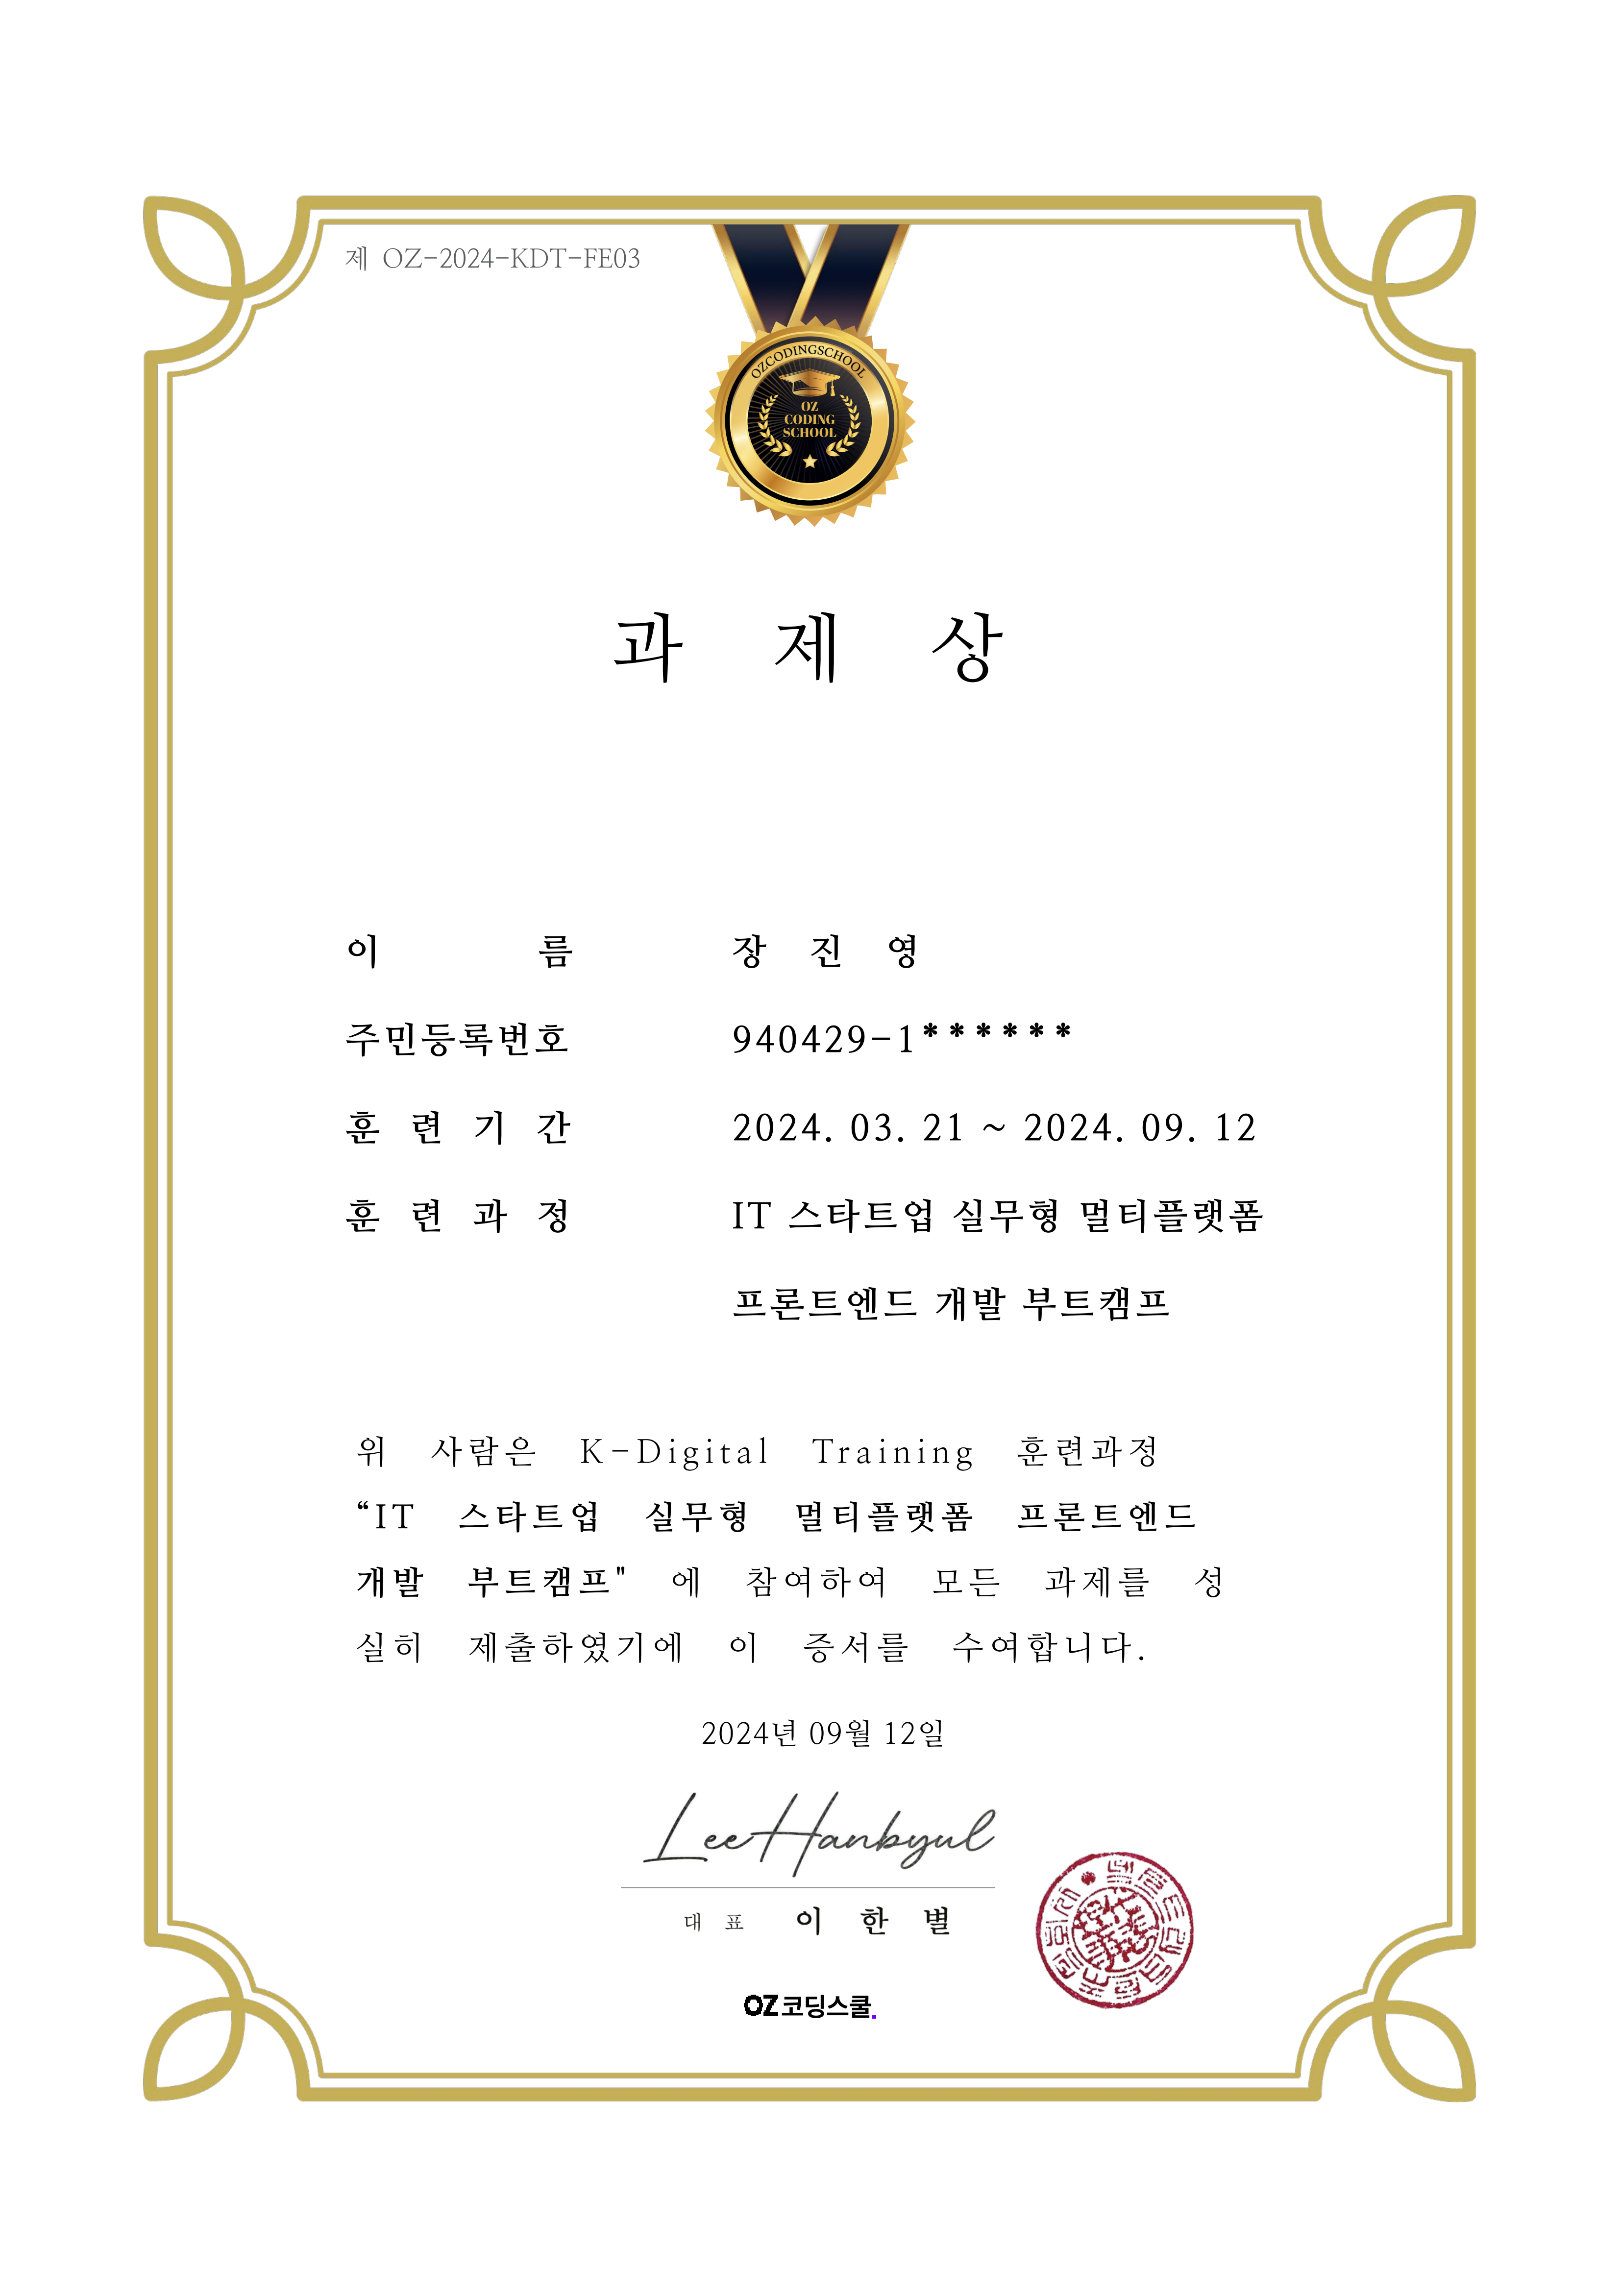 제 OZ-2024-KDT-FE03
OZCODINGSCHOOL
OZ
CODING
SCHOOL
과 제 상
이 름 장 진 영
주민등록번호 940429-1******
훈 련 기 간 2024. 03. 21 ~ 2024. 09. 12
훈 련 과 정 IT 스타트업 실무형 멀티플랫폼
프론트엔드 개발 부트캠프
위 사람은 K-Digital Training 훈련과정
“IT 스타트업 실무형 멀티플랫폼 프론트엔드
개발 부트캠프" 에 참여하여 모든 과제를 성
실히 제출하였기에 이 증서를 수여합니다.
2024년 09월 12일
Lee Hanbyul
대 표 이 한 별
OZ코딩스쿨.